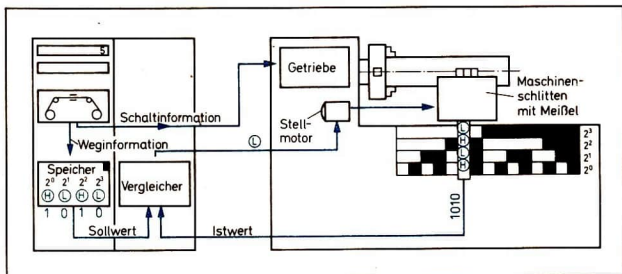 S
Getriebe
Maschinen-
schlitten
mit Meißel
Schaltinformation
Stell-
motor
Weginformation
L
Speicher
2⁰ 2¹ 2² 2³
H L H L
1 0 1 0
Vergleicher
L
H
L
H
2³
2²
2¹
2⁰
1010
Sollwert
Istwert